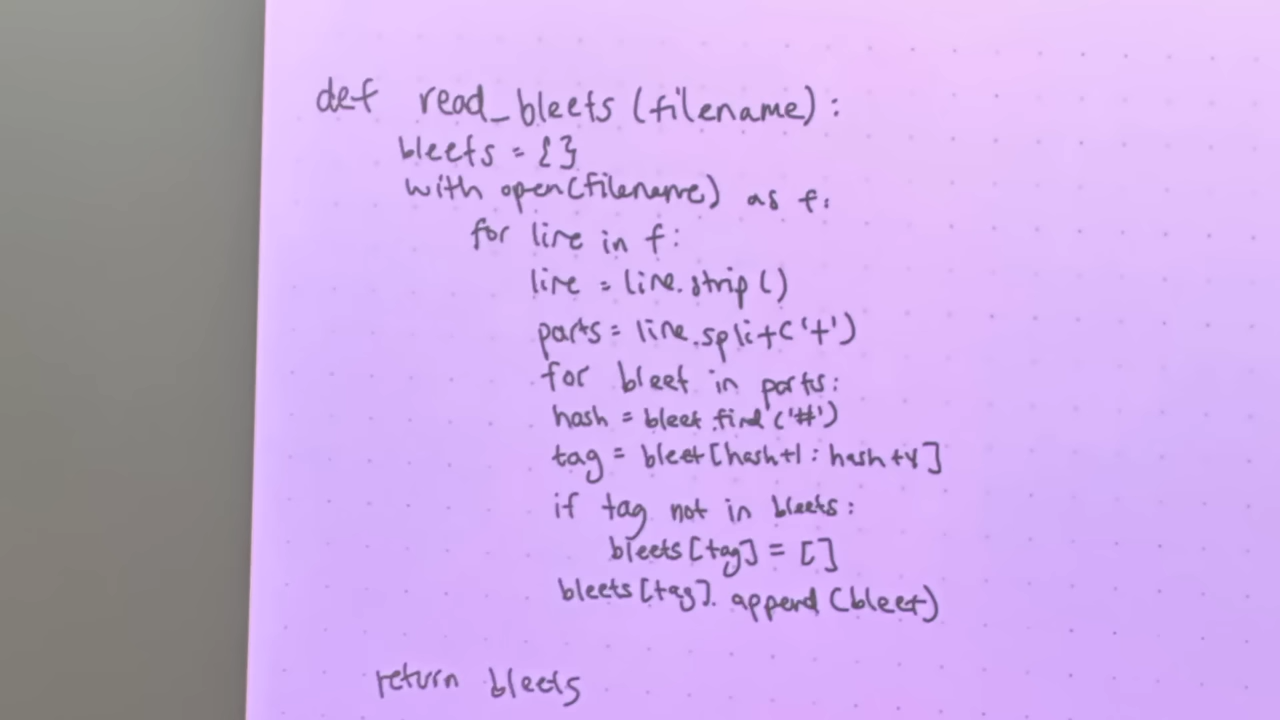 def read_bleets (filename):
bleets = {}
with open(filename) as f:
for line in f:
line = line.strip()
parts = line.split('+')
for bleet in parts:
hash = bleet.find('#')
tag = bleet[hash+1 : hash+4]
if tag not in bleets:
bleets[tag] = []
bleets[tag].append(bleet)
return bleets